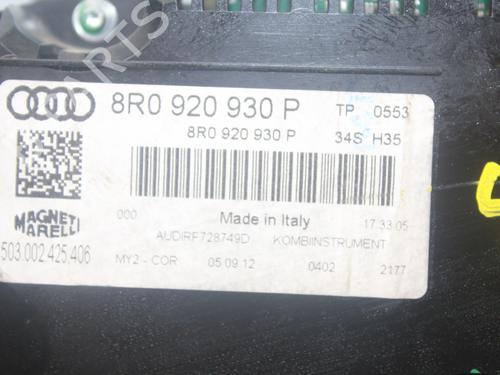 8R0 920 930 P TP 0553
8R0 920 930 P 34S H35
MAGNETI
MARELLI
503.002.425.406
000 Made in Italy 17.33.05
AUDIRF728749D KOMBIINSTRUMENT
MY2 - COR 05.09.12 0402 2177
PARTS